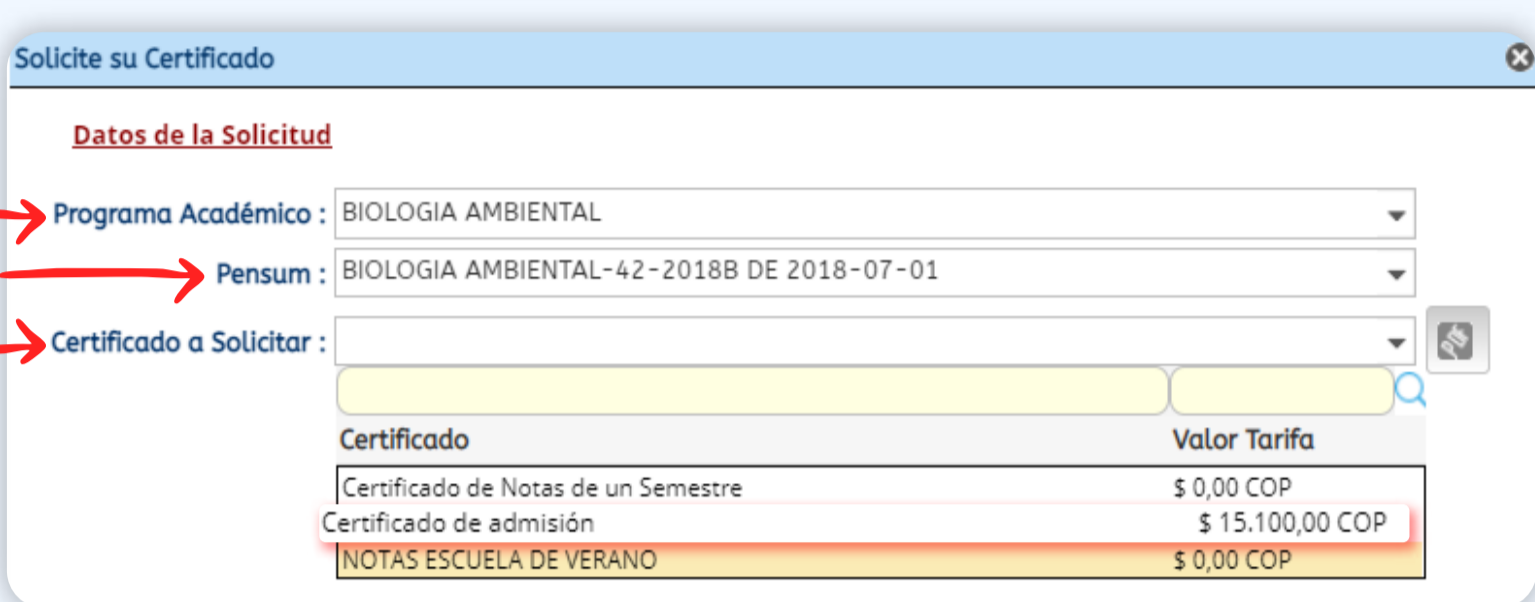 Solicite su Certificado
Datos de la Solicitud
Programa Académico : BIOLOGIA AMBIENTAL
Pensum : BIOLOGIA AMBIENTAL-42-2018B DE 2018-07-01
Certificado a Solicitar :
Certificado Valor Tarifa
Certificado de Notas de un Semestre $ 0,00 COP
Certificado de admisión $ 15.100,00 COP
NOTAS ESCUELA DE VERANO $ 0,00 COP